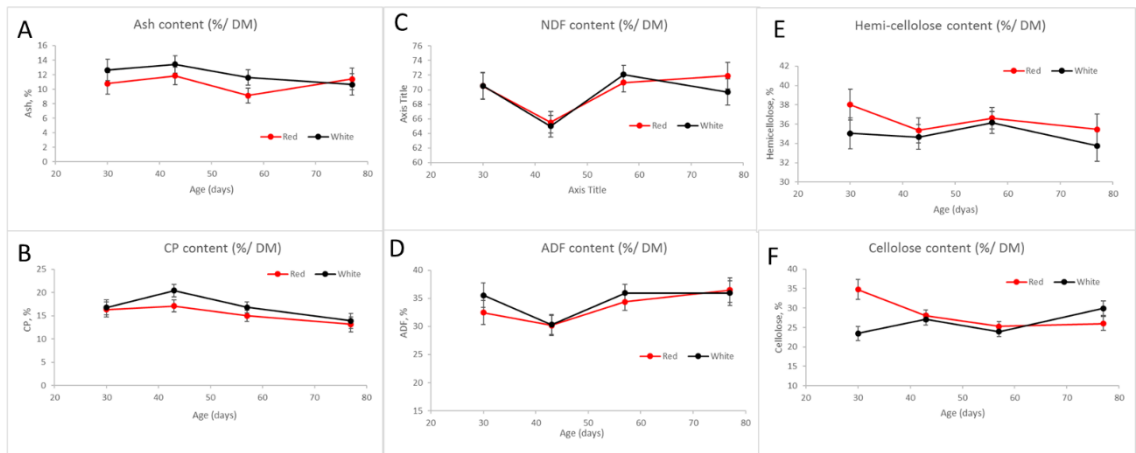 A
Ash content (%/ DM)
Ash, %
16
14
12
10
8
6
4
2
0
Red
White
20
30
40
50
60
70
80
Age (days)
B
CP content (%/ DM)
CP, %
25
20
15
10
5
0
Red
White
20
30
40
50
60
70
80
Age (days)
C
NDF content (%/ DM)
Axis Title
76
74
72
70
68
66
64
62
60
Red
White
20
30
40
50
60
70
80
Axis Title
D
ADF content (%/ DM)
ADF, %
45
40
35
30
25
20
15
Red
White
20
30
40
50
60
70
80
Age (days)
E
Hemi-cellolose content (%/ DM)
Hemicellolose, %
42
40
38
36
34
32
30
Red
White
20
30
40
50
60
70
80
Age (dyas)
F
Cellolose content (%/ DM)
Cellolose, %
40
35
30
25
20
15
10
Red
White
20
30
40
50
60
70
80
Age (days)